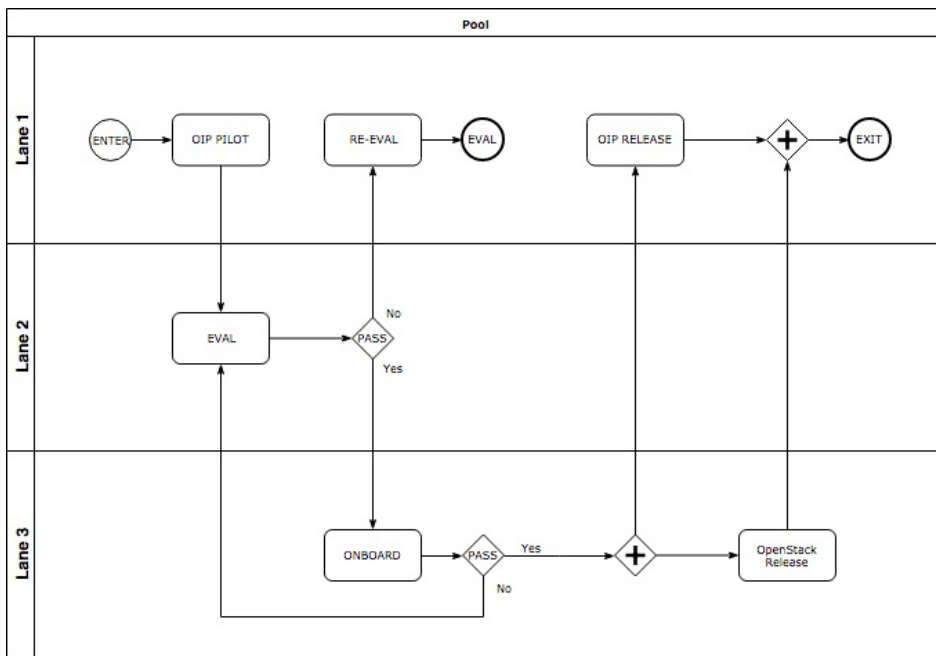 Pool
Lane 1
ENTER
OIP PILOT
RE-EVAL
EVAL
OIP RELEASE
EXIT
Lane 2
EVAL
No
PASS
Yes
Lane 3
ONBOARD
PASS
Yes
No
OpenStack
Release